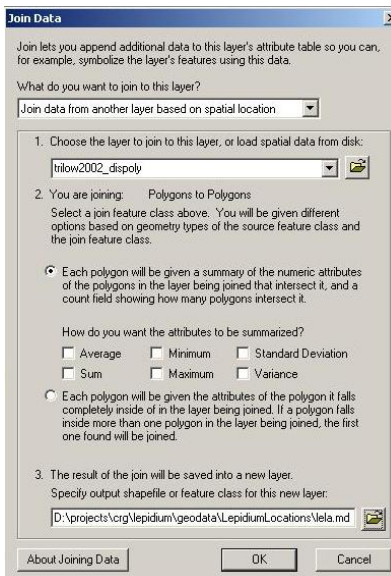 Join Data
Join lets you append additional data to this layer's attribute table so you can,
for example, symbolize the layer's features using this data.
What do you want to join to this layer?
Join data from another layer based on spatial location
1. Choose the layer to join to this layer, or load spatial data from disk:
trilow2002_dispoly
2. You are joining: Polygons to Polygons
Select a join feature class above. You will be given different
options based on geometry types of the source feature class and
the join feature class.
Each polygon will be given a summary of the numeric attributes
of the polygons in the layer being joined that intersect it, and a
count field showing how many polygons intersect it.
How do you want the attributes to be summarized?
Average Minimum Standard Deviation
Sum Maximum Variance
Each polygon will be given the attributes of the polygon it falls
completely inside of in the layer being joined. If a polygon falls
inside more than one polygon in the layer being joined, the first
one found will be joined.
3. The result of the join will be saved into a new layer.
Specify output shapefile or feature class for this new layer:
D:\projects\crg\lepidium\geodata\LepidiumLocations\lela.md
About Joining Data OK Cancel